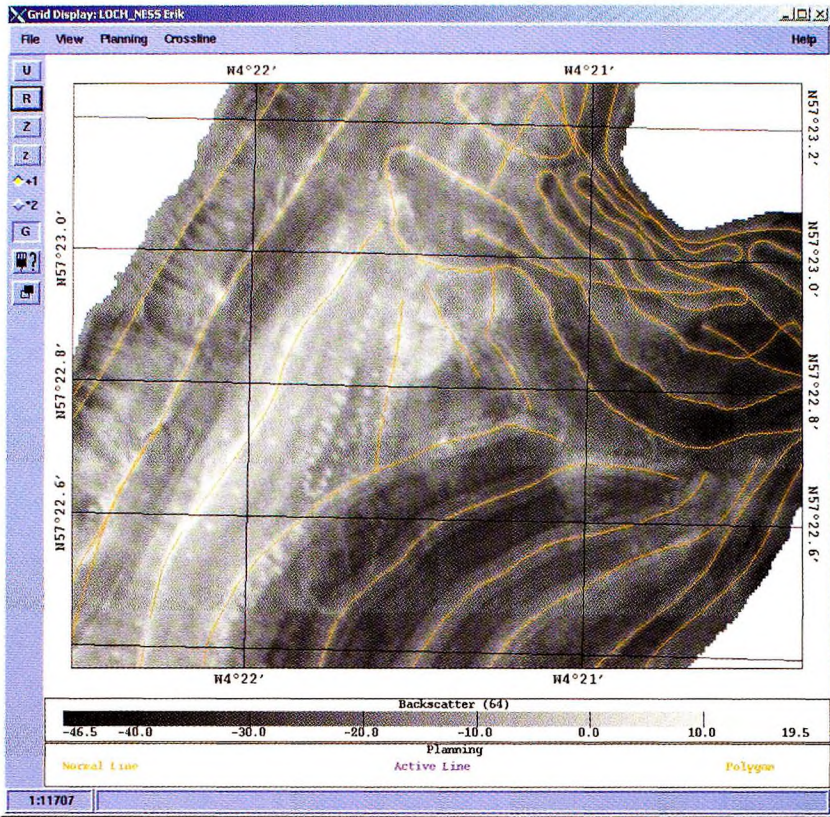 Grid Display: LOCH_NESS Erik
File View Planning Crossline Help
U
R
Z
z
+1
*2
G
?
W4°22' W4°21'
N57°23.2'
N57°23.0' N57°23.0'
N57°22.8' N57°22.8'
N57°22.6' N57°22.6'
W4°22' W4°21'
Backscatter (64)
-46.5 -40.0 -30.0 -20.0 -10.0 0.0 10.0 19.5
Planning
Normal Line Active Line Polygon
1:11707